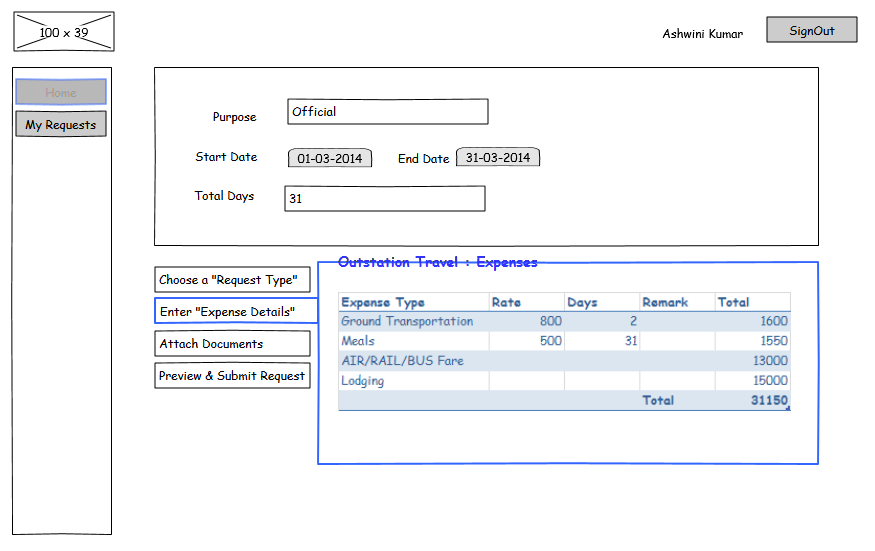 100 x 39
Ashwini Kumar
SignOut
Home
My Requests
Purpose Official
Start Date 01-03-2014 End Date 31-03-2014
Total Days 31
Choose a "Request Type"
Enter "Expense Details"
Attach Documents
Preview & Submit Request
Outstation Travel : Expenses
Expense Type Rate Days Remark Total
Ground Transportation 800 2 1600
Meals 500 31 1550
AIR/RAIL/BUS Fare 13000
Lodging 15000
Total 31150